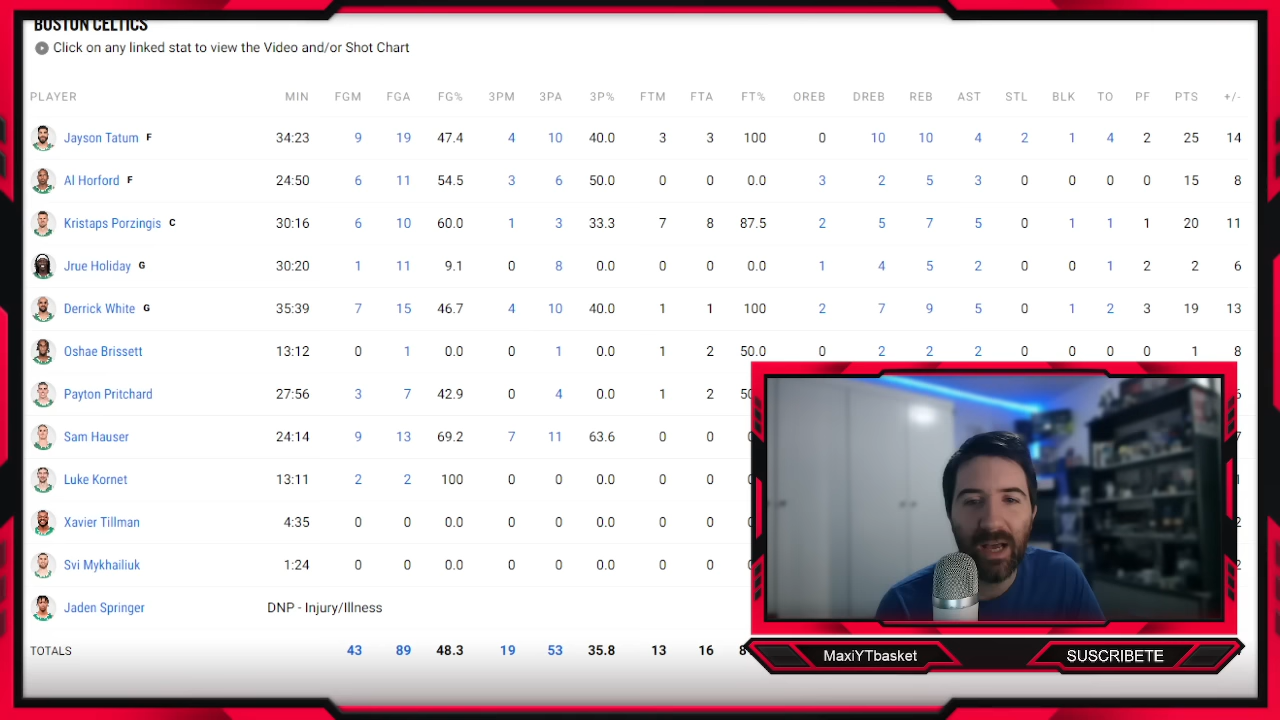 BOSTON CELTICS
Click on any linked stat to view the Video and/or Shot Chart
PLAYER MIN FGM FGA FG% 3PM 3PA 3P% FTM FTA FT% OREB DREB REB AST STL BLK TO PF PTS +/-
Jayson Tatum F 34:23 9 19 47.4 4 10 40.0 3 3 100 0 10 10 4 2 1 4 2 25 14
Al Horford F 24:50 6 11 54.5 3 6 50.0 0 0 0.0 3 2 5 3 0 0 0 0 15 8
Kristaps Porzingis C 30:16 6 10 60.0 1 3 33.3 7 8 87.5 2 5 7 5 0 1 1 1 20 11
Jrue Holiday G 30:20 1 11 9.1 0 8 0.0 0 0 0.0 1 4 5 2 0 0 1 2 2 6
Derrick White G 35:39 7 15 46.7 4 10 40.0 1 1 100 2 7 9 5 0 1 2 3 19 13
Oshae Brissett 13:12 0 1 0.0 0 1 0.0 1 2 50.0 0 2 2 2 0 0 0 0 1 8
Payton Pritchard 27:56 3 7 42.9 0 4 0.0 1 2
Sam Hauser 24:14 9 13 69.2 7 11 63.6 0 0
Luke Kornet 13:11 2 2 100 0 0 0.0 0 0
Xavier Tillman 4:35 0 0 0.0 0 0 0.0 0 0
Svi Mykhailiuk 1:24 0 0 0.0 0 0 0.0 0 0
Jaden Springer DNP - Injury/Illness
TOTALS 43 89 48.3 19 53 35.8 13 16
MaxiYTbasket
SUSCRIBETE